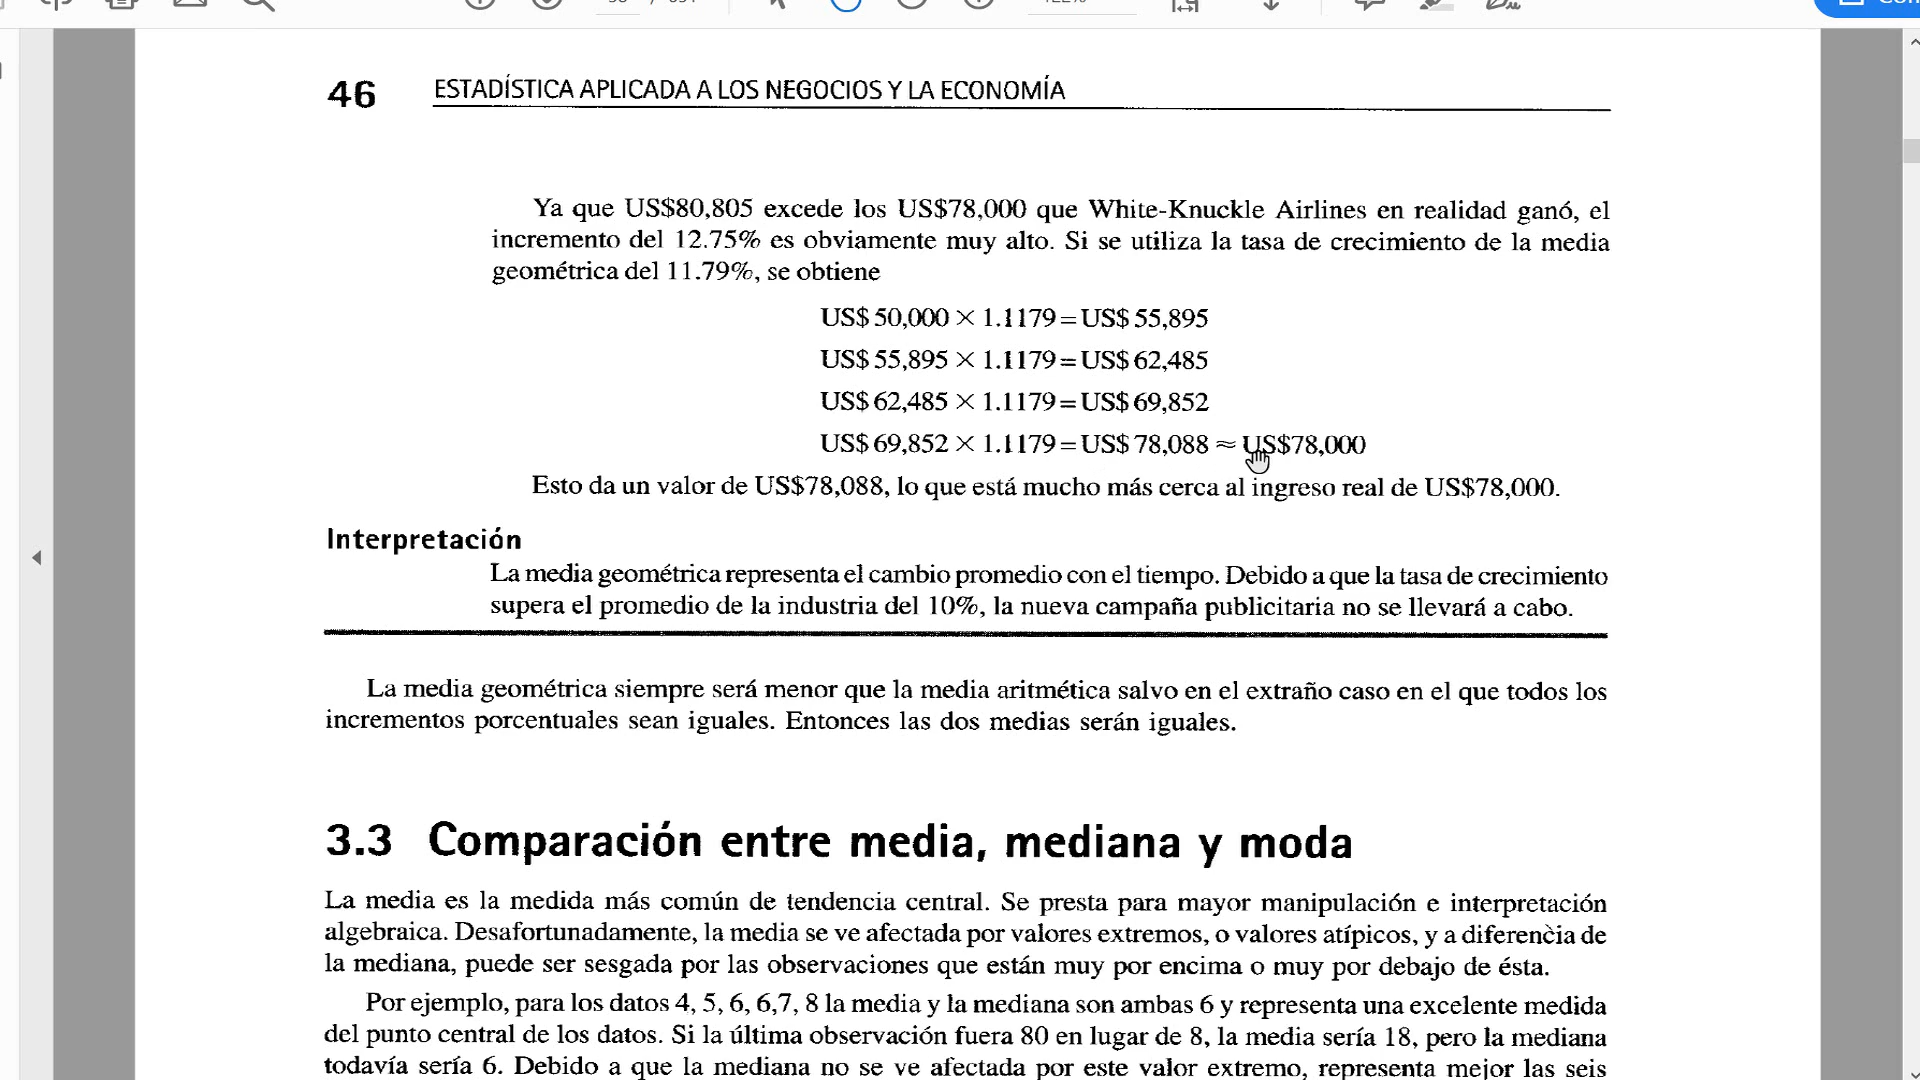 46 ESTADÍSTICA APLICADA A LOS NEGOCIOS Y LA ECONOMÍA
Ya que US$80,805 excede los US$78,000 que White-Knuckle Airlines en realidad ganó, el
incremento del 12.75% es obviamente muy alto. Si se utiliza la tasa de crecimiento de la media
geométrica del 11.79%, se obtiene
US$ 50,000 × 1.1179 = US$ 55,895
US$ 55,895 × 1.1179 = US$ 62,485
US$ 62,485 × 1.1179 = US$ 69,852
US$ 69,852 × 1.1179 = US$ 78,088 ≈ US$78,000
Esto da un valor de US$78,088, lo que está mucho más cerca al ingreso real de US$78,000.
Interpretación
La media geométrica representa el cambio promedio con el tiempo. Debido a que la tasa de crecimiento
supera el promedio de la industria del 10%, la nueva campaña publicitaria no se llevará a cabo.
La media geométrica siempre será menor que la media aritmética salvo en el extraño caso en el que todos los
incrementos porcentuales sean iguales. Entonces las dos medias serán iguales.
3.3 Comparación entre media, mediana y moda
La media es la medida más común de tendencia central. Se presta para mayor manipulación e interpretación
algebraica. Desafortunadamente, la media se ve afectada por valores extremos, o valores atípicos, y a diferencia de
la mediana, puede ser sesgada por las observaciones que están muy por encima o muy por debajo de ésta.
Por ejemplo, para los datos 4, 5, 6, 6,7, 8 la media y la mediana son ambas 6 y representa una excelente medida
del punto central de los datos. Si la última observación fuera 80 en lugar de 8, la media sería 18, pero la mediana
todavía sería 6. Debido a que la mediana no se ve afectada por este valor extremo, representa mejor las seis